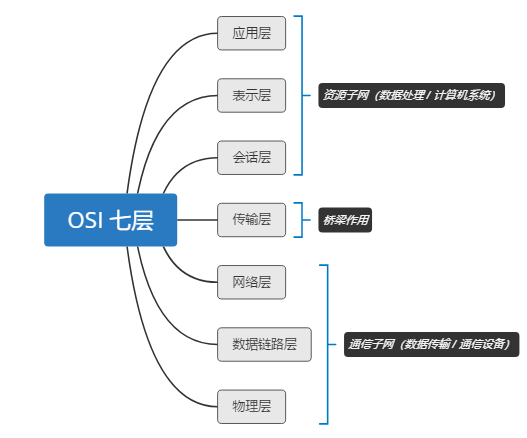 应用层
表示层
会话层
资源子网（数据处理 / 计算机系统）
OSI 七层
传输层
桥梁作用
网络层
数据链路层
物理层
通信子网（数据传输 / 通信设备）